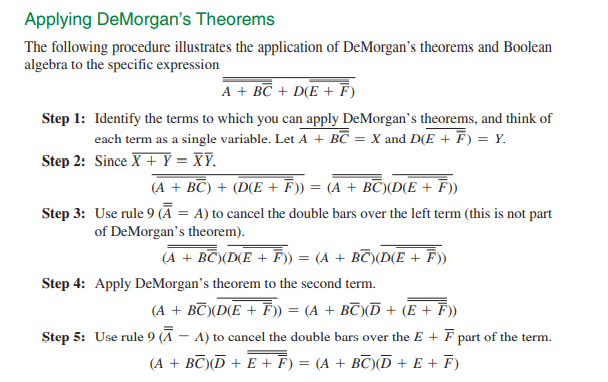 Applying DeMorgan's Theorems
The following procedure illustrates the application of DeMorgan's theorems and Boolean
algebra to the specific expression
$\overline{\overline{A + B\overline{C}} + D(\overline{E + \overline{F}})}$
Step 1: Identify the terms to which you can apply DeMorgan's theorems, and think of
each term as a single variable. Let $\overline{A + B\overline{C}} = X$ and $D(\overline{E + \overline{F}}) = Y$.
Step 2: Since $\overline{X + Y} = \overline{X}\,\overline{Y}$,
$\overline{(\overline{A + B\overline{C}}) + (D(\overline{E + \overline{F}}))} = (\overline{\overline{A + B\overline{C}}})(\overline{D(\overline{E + \overline{F}})})$
Step 3: Use rule 9 ($\overline{\overline{A}} = A$) to cancel the double bars over the left term (this is not part
of DeMorgan's theorem).
$(\overline{\overline{A + B\overline{C}}})(\overline{D(\overline{E + \overline{F}})}) = (A + B\overline{C})(\overline{D(\overline{E + \overline{F}})})$
Step 4: Apply DeMorgan's theorem to the second term.
$(A + B\overline{C})(\overline{D(\overline{E + \overline{F}})}) = (A + B\overline{C})(\overline{D} + (\overline{\overline{E + \overline{F}}}))$
Step 5: Use rule 9 ($\overline{\overline{A}} = A$) to cancel the double bars over the $E + \overline{F}$ part of the term.
$(A + B\overline{C})(\overline{D} + \overline{\overline{E + \overline{F}}}) = (A + B\overline{C})(\overline{D} + E + \overline{F})$